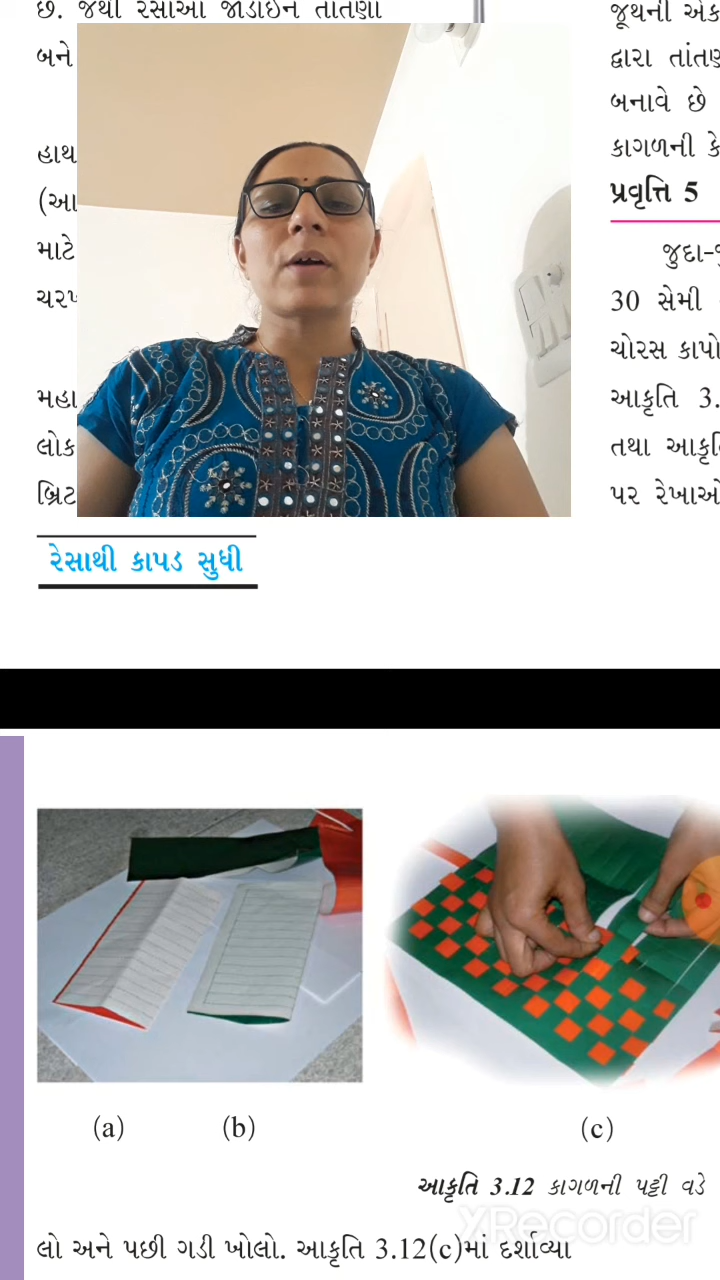 છે. જેથી રેસાઓ જોડાઈને તાંતણા
બને
હાથ
(આ
માટે
ચરખ
મહા
લોક
બ્રિટ
રેસાથી કાપડ સુધી
જૂથની એક
દ્વારા તાંતણ
બનાવે છે
કાગળની કે
પ્રવૃત્તિ 5
જુદા-જુ
30 સેમી
ચોરસ કાપો
આકૃતિ 3.
તથા આકૃતિ
પર રેખાઓ
(a) (b) (c)
આકૃતિ 3.12 કાગળની પટ્ટી વડે
XRecorder
લો અને પછી ગડી ખોલો. આકૃતિ 3.12(c)માં દર્શાવ્યા